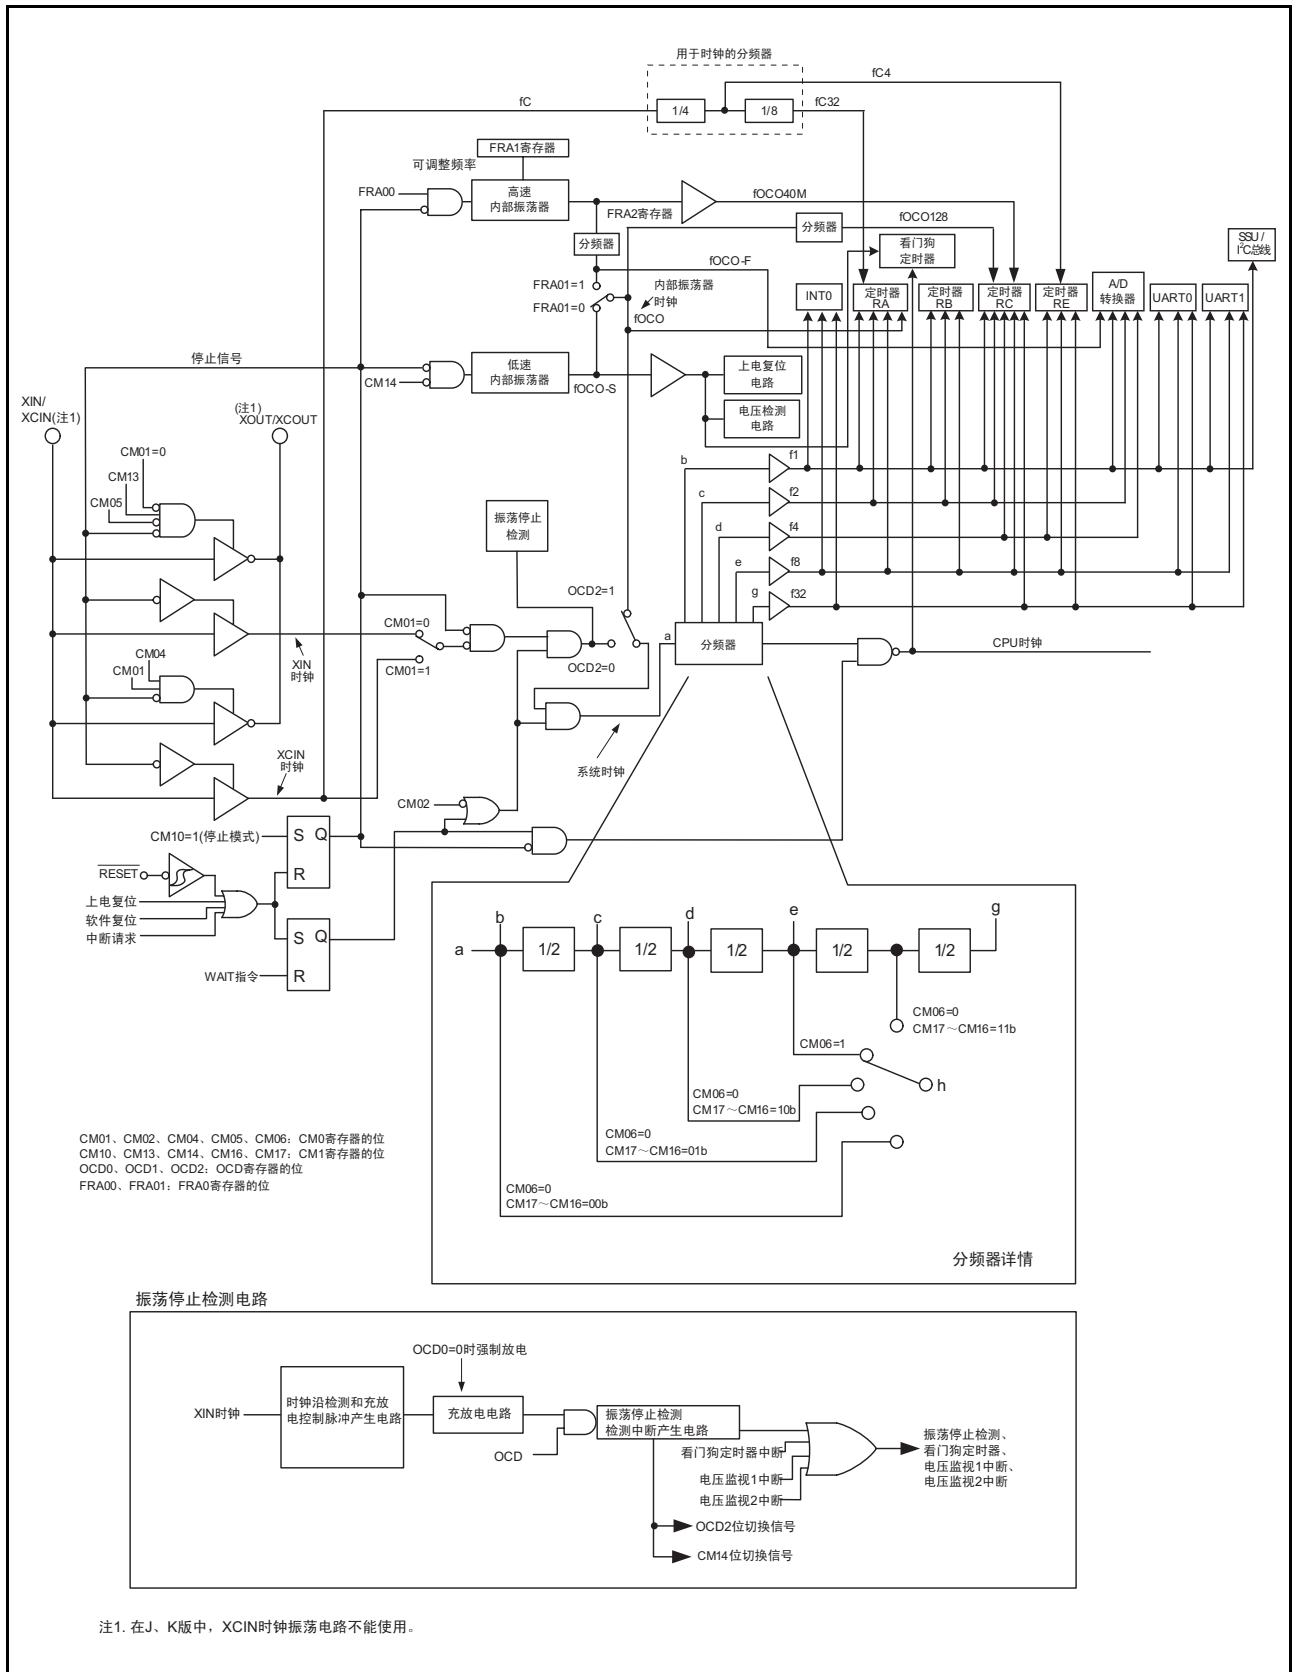 用于时钟的分频器
fC4
fC
1/4
1/8
fC32
FRA1寄存器
可调整频率
FRA00
高速
内部振荡器
FRA2寄存器
fOCO40M
分频器
fOCO128
分频器
看门狗
定时器
SSU /
I²C总线
fOCO-F
FRA01=1
FRA01=0
内部振荡器
时钟
fOCO
INT0
定时器
RA
定时器
RB
定时器
RC
定时器
RE
A/D
转换器
UART0
UART1
停止信号
CM14
低速
内部振荡器
fOCO-S
上电复位
电路
电压检测
电路
XIN/
XCIN(注1)
(注1)
XOUT/XCOUT
CM01=0
CM13
CM05
振荡停止
检测
b
f1
c
f2
d
f4
e
f8
g
f32
OCD2=1
CM01=0
a
分频器
CPU时钟
OCD2=0
CM01=1
XIN
时钟
CM04
CM01
XCIN
时钟
系统时钟
CM02
CM10=1(停止模式)
S
Q
R
RESET
上电复位
软件复位
中断请求
S
Q
WAIT指令
R
a
b
c
d
e
g
1/2
1/2
1/2
1/2
1/2
CM06=0
CM17～CM16=11b
CM06=1
h
CM06=0
CM17～CM16=10b
CM06=0
CM17～CM16=01b
CM06=0
CM17～CM16=00b
分频器详情
CM01、CM02、CM04、CM05、CM06：CM0寄存器的位
CM10、CM13、CM14、CM16、CM17：CM1寄存器的位
OCD0、OCD1、OCD2：OCD寄存器的位
FRA00、FRA01：FRA0寄存器的位
振荡停止检测电路
OCD0=0时强制放电
XIN时钟
时钟沿检测和充放
电控制脉冲产生电路
充放电电路
OCD
振荡停止检测
检测中断产生电路
看门狗定时器中断
电压监视1中断
电压监视2中断
振荡停止检测、
看门狗定时器、
电压监视1中断、
电压监视2中断
OCD2位切换信号
CM14位切换信号
注1. 在J、K版中，XCIN时钟振荡电路不能使用。